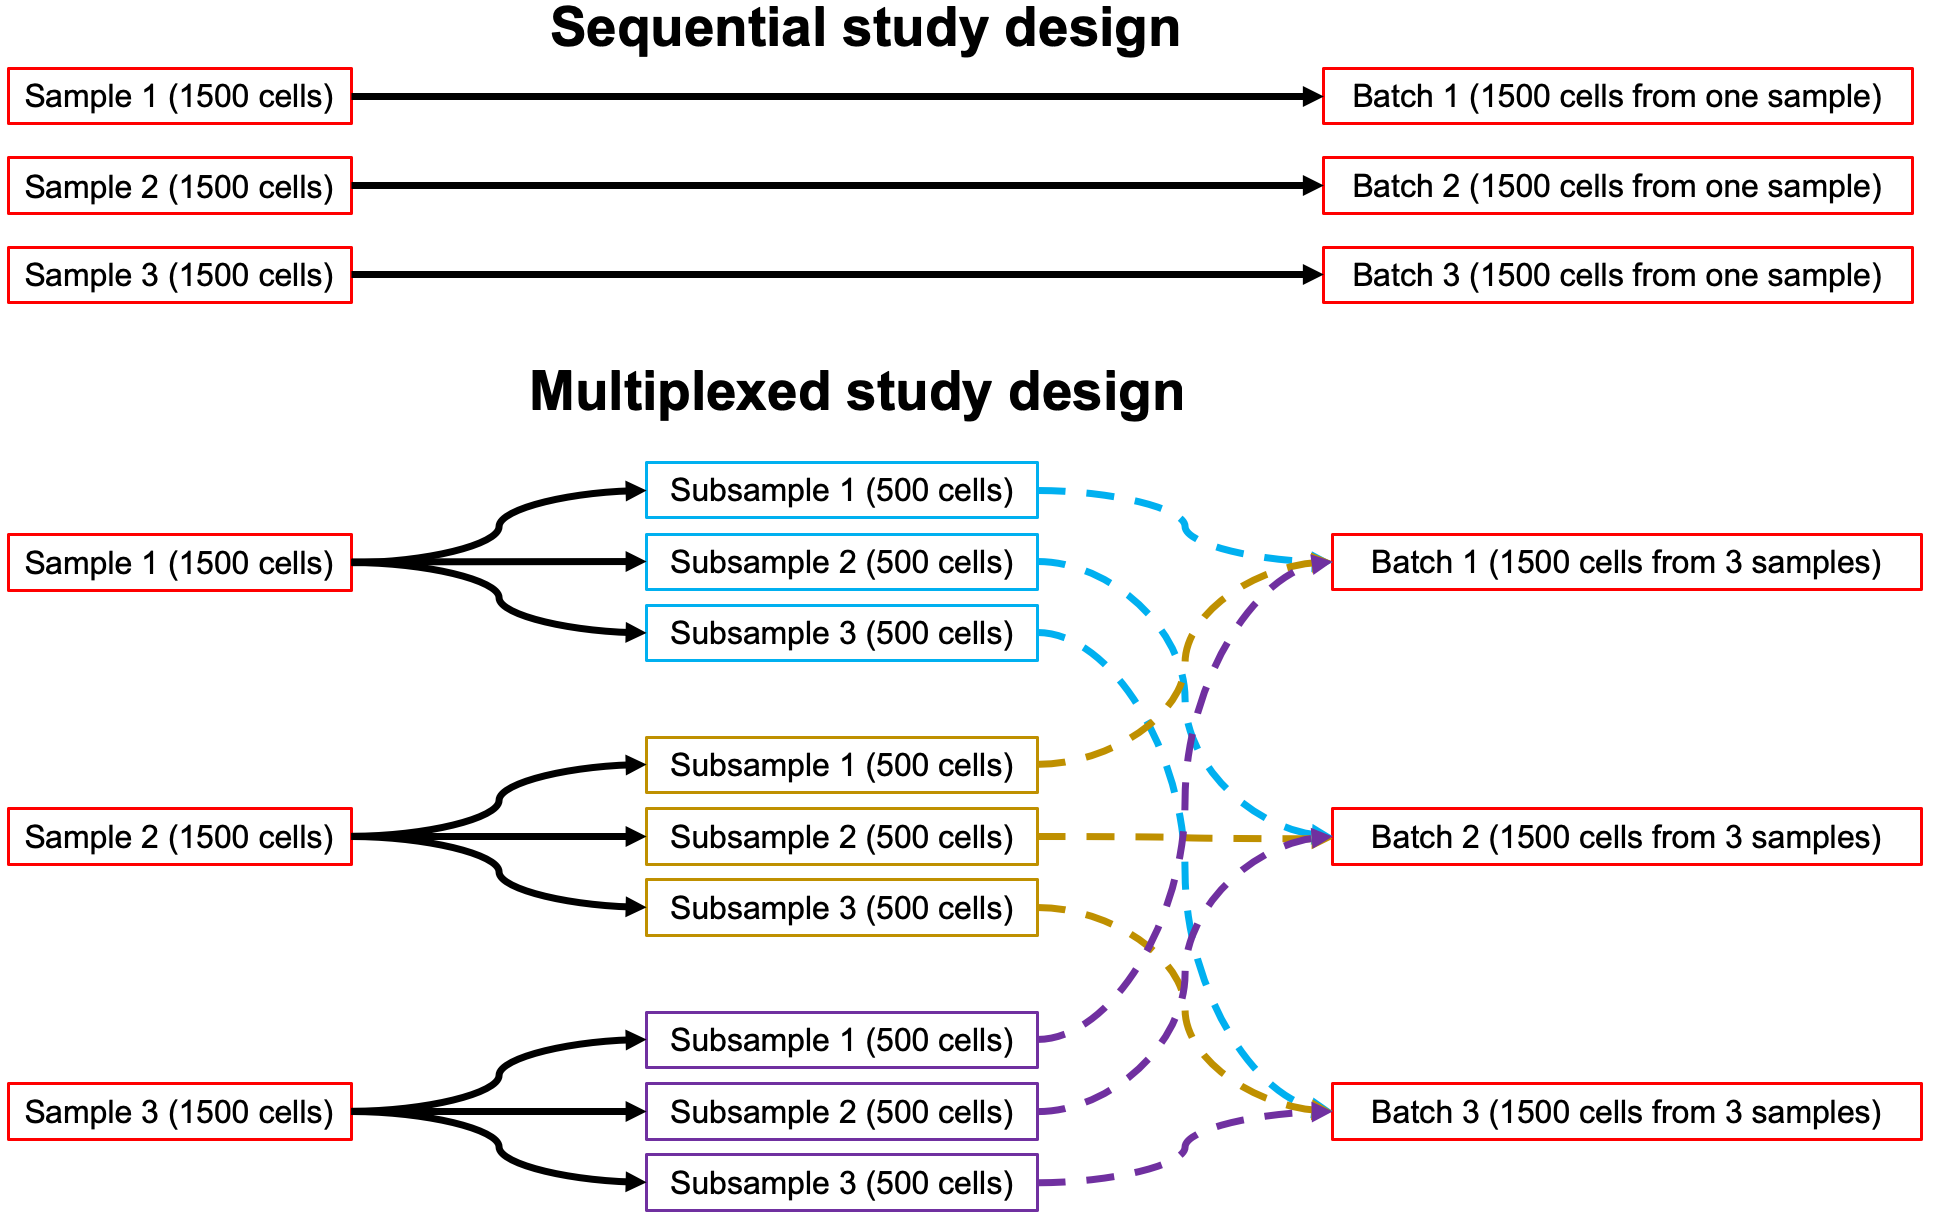 Sequential study design
Sample 1 (1500 cells)
Batch 1 (1500 cells from one sample)
Sample 2 (1500 cells)
Batch 2 (1500 cells from one sample)
Sample 3 (1500 cells)
Batch 3 (1500 cells from one sample)
Multiplexed study design
Sample 1 (1500 cells)
Subsample 1 (500 cells)
Subsample 2 (500 cells)
Subsample 3 (500 cells)
Batch 1 (1500 cells from 3 samples)
Sample 2 (1500 cells)
Subsample 1 (500 cells)
Subsample 2 (500 cells)
Subsample 3 (500 cells)
Batch 2 (1500 cells from 3 samples)
Sample 3 (1500 cells)
Subsample 1 (500 cells)
Subsample 2 (500 cells)
Subsample 3 (500 cells)
Batch 3 (1500 cells from 3 samples)